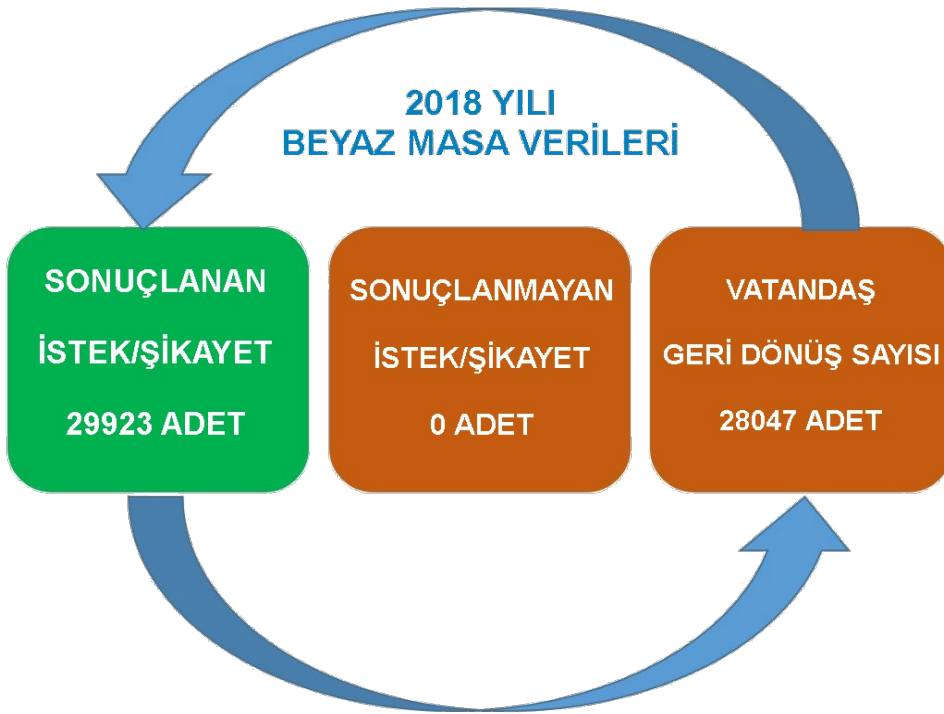 2018 YILI
BEYAZ MASA VERİLERİ
SONUÇLANAN
İSTEK/ŞİKAYET
29923 ADET
SONUÇLANMAYAN
İSTEK/ŞİKAYET
0 ADET
VATANDAŞ
GERİ DÖNÜŞ SAYISI
28047 ADET